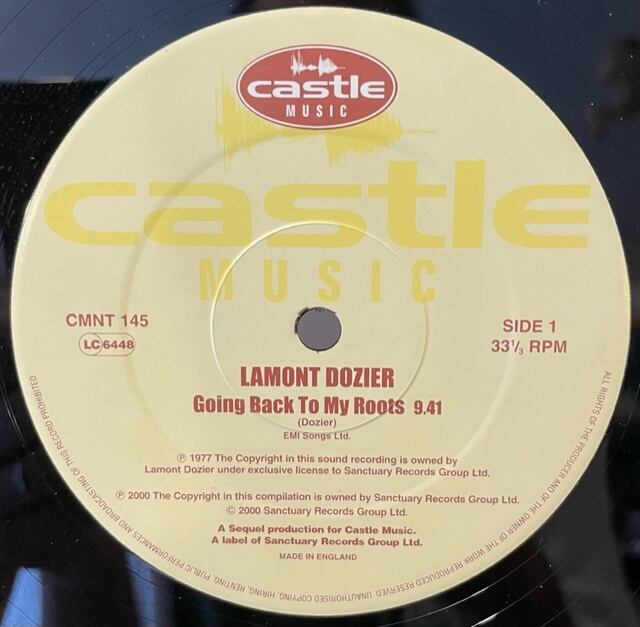 castle
MUSIC
castle
MUSIC
CMNT 145
LC 6448
SIDE 1
33⅓ RPM
LAMONT DOZIER
Going Back To My Roots 9.41
(Dozier)
EMI Songs Ltd.
℗ 1977 The Copyright in this sound recording is owned by
Lamont Dozier under exclusive license to Sanctuary Records Group Ltd.
℗ 2000 The Copyright in this compilation is owned by Sanctuary Records Group Ltd.
© 2000 Sanctuary Records Group Ltd.
A Sequel production for Castle Music.
A label of Sanctuary Records Group Ltd.
MADE IN ENGLAND
ALL RIGHTS OF THE PRODUCER AND OF THE OWNER OF THE WORK REPRODUCED RESERVED. UNAUTHORISED COPYING, HIRING, RENTING, PUBLIC PERFORMANCES AND BROADCASTING OF THIS RECORD PROHIBITED